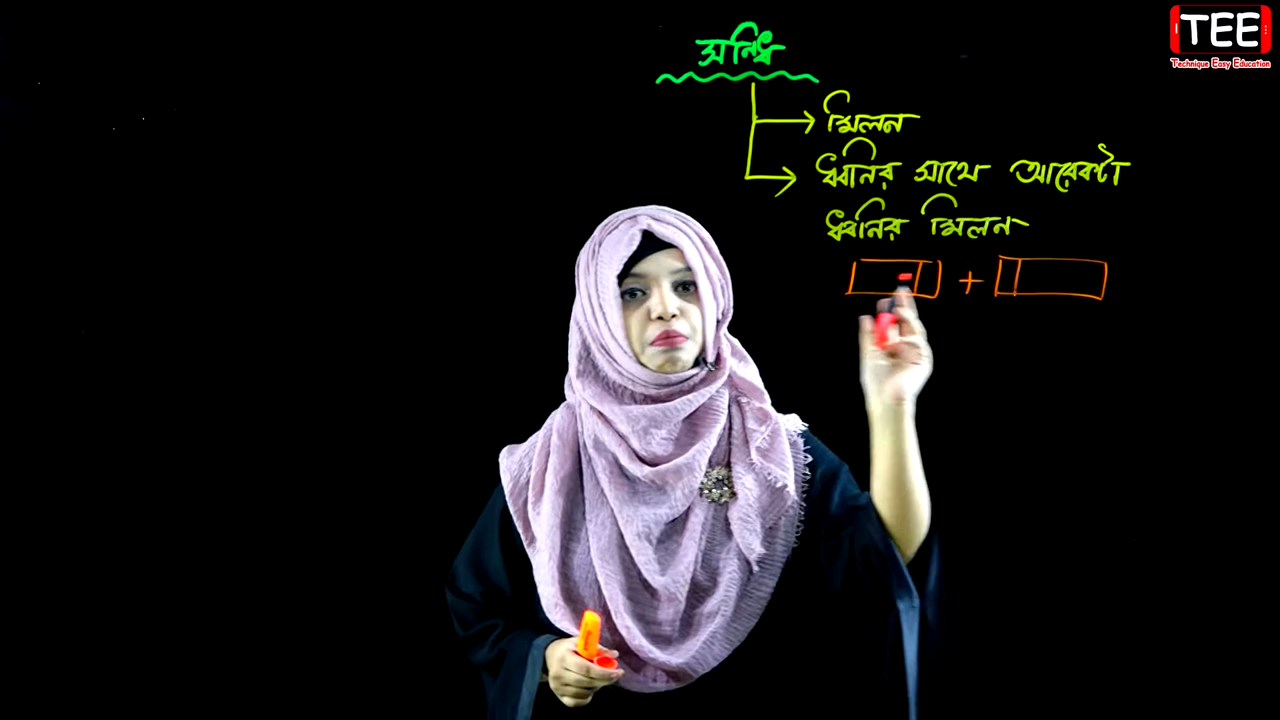 TEE
Technique Easy Education
সন্ধি
মিলন
ধ্বনির সাথে আরেকটা
ধ্বনির মিলন
+